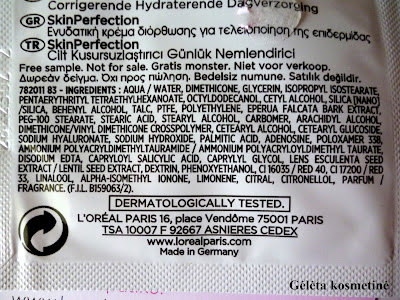 Corrigerende Hydraterende Dagverzorging
GR SkinPerfection
Ενυδατική κρέμα διόρθωσης για τελειοποίηση της επιδερμίδας
TR SkinPerfection
Cilt Kusursuzlaştırıcı Günlük Nemlendirici
Free sample. Not for sale. Gratis monster. Niet voor verkoop.
Δωρεάν δείγμα. Όχι προς πώληση. Bedelsiz numune. Satılık değildir.
782011 83 - INGREDIENTS : AQUA / WATER, DIMETHICONE, GLYCERIN, ISOPROPYL ISOSTEARATE,
PENTAERYTHRITYL TETRAETHYLHEXANOATE, OCTYLDODECANOL, CETYL ALCOHOL, SILICA [NANO]
/ SILICA, BEHENYL ALCOHOL, TALC, PTFE, POLYETHYLENE, EPERUA FALCATA BARK EXTRACT,
PEG-100 STEARATE, STEARIC ACID, STEARYL ALCOHOL, CARBOMER, ARACHIDYL ALCOHOL,
DIMETHICONE/VINYL DIMETHICONE CROSSPOLYMER, CETEARYL ALCOHOL, CETEARYL GLUCOSIDE,
SODIUM HYALURONATE, SODIUM HYDROXIDE, PALMITIC ACID, ADENOSINE, POLOXAMER 338,
AMMONIUM POLYACRYLDIMETHYLTAURAMIDE / AMMONIUM POLYACRYLOYLDIMETHYL TAURATE,
DISODIUM EDTA, CAPRYLOYL SALICYLIC ACID, CAPRYLYL GLYCOL, LENS ESCULENTA SEED
EXTRACT / LENTIL SEED EXTRACT, DEXTRIN, PHENOXYETHANOL, CI 16035 / RED 40, CI 17200 / RED
33, LINALOOL, ALPHA-ISOMETHYL IONONE, LIMONENE, CITRAL, CITRONELLOL, PARFUM /
FRAGRANCE. (F.I.L. B159063/2).
DERMATOLOGICALLY TESTED.
L'ORÉAL PARIS 16, place Vendôme 75001 PARIS
TSA 10007 F 92667 ASNIERES CEDEX
www.lorealparis.com
Made in Germany
Gėlėta kosmetinė